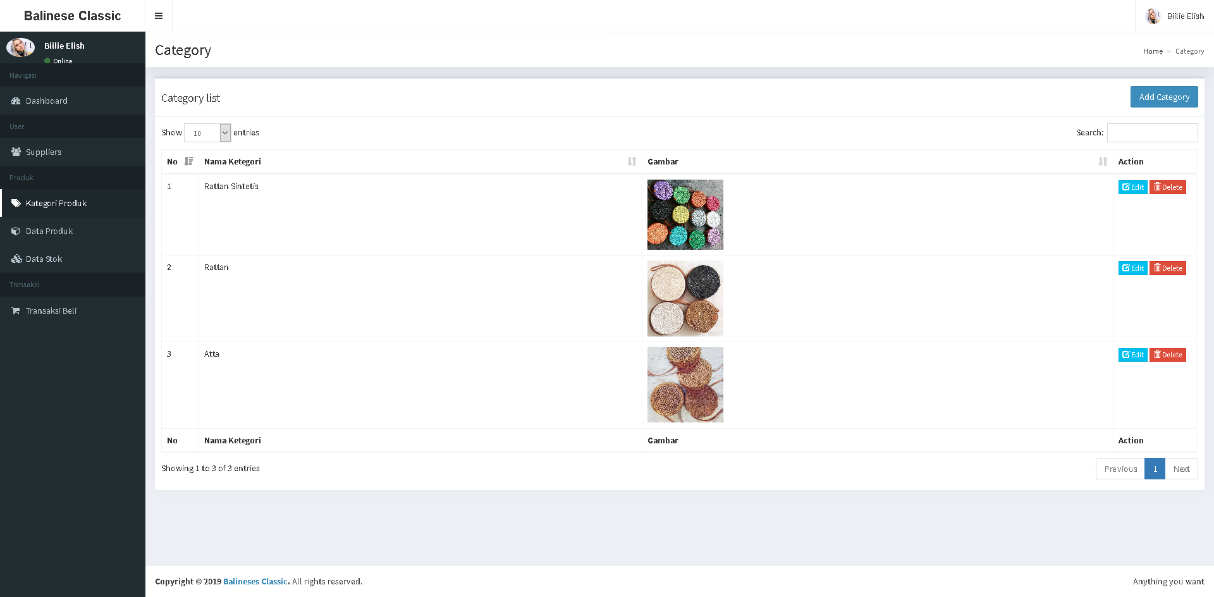 Balinese Classic
Billie Elish
Billie Elish
Online
Category
Home > Category
Navigasi
Dashboard
User
Suppliers
Produk
Kategori Produk
Data Produk
Data Stok
Transaksi
Transaksi Beli
Category list
Add Category
Show 10 entries
Search:
No Nama Ketegori Gambar Action
1 Rattan Sintetis Edit Delete
2 Rattan Edit Delete
3 Atta Edit Delete
No Nama Ketegori Gambar Action
Showing 1 to 3 of 3 entries
Previous 1 Next
Copyright © 2019 Balineses Classic. All rights reserved.
Anything you want